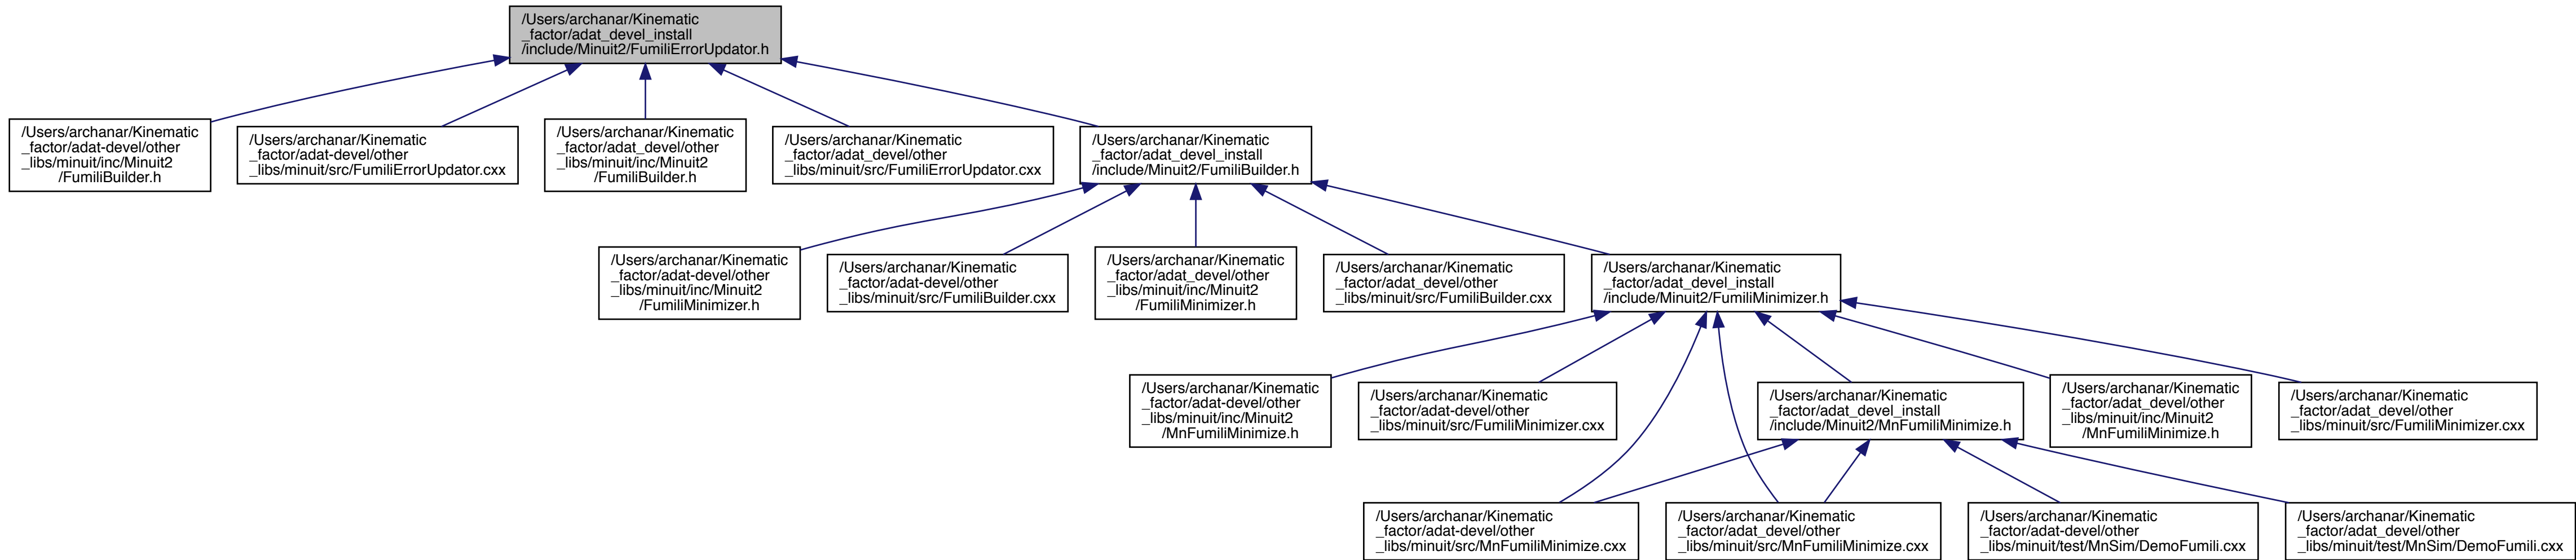 /Users/archanar/Kinematic
_factor/adat_devel_install
/include/Minuit2/FumiliErrorUpdator.h
/Users/archanar/Kinematic
_factor/adat-devel/other
_libs/minuit/inc/Minuit2
/FumiliBuilder.h
/Users/archanar/Kinematic
_factor/adat-devel/other
_libs/minuit/src/FumiliErrorUpdator.cxx
/Users/archanar/Kinematic
_factor/adat_devel/other
_libs/minuit/inc/Minuit2
/FumiliBuilder.h
/Users/archanar/Kinematic
_factor/adat_devel/other
_libs/minuit/src/FumiliErrorUpdator.cxx
/Users/archanar/Kinematic
_factor/adat_devel_install
/include/Minuit2/FumiliBuilder.h
/Users/archanar/Kinematic
_factor/adat-devel/other
_libs/minuit/inc/Minuit2
/FumiliMinimizer.h
/Users/archanar/Kinematic
_factor/adat-devel/other
_libs/minuit/src/FumiliBuilder.cxx
/Users/archanar/Kinematic
_factor/adat_devel/other
_libs/minuit/inc/Minuit2
/FumiliMinimizer.h
/Users/archanar/Kinematic
_factor/adat_devel/other
_libs/minuit/src/FumiliBuilder.cxx
/Users/archanar/Kinematic
_factor/adat_devel_install
/include/Minuit2/FumiliMinimizer.h
/Users/archanar/Kinematic
_factor/adat-devel/other
_libs/minuit/inc/Minuit2
/MnFumiliMinimize.h
/Users/archanar/Kinematic
_factor/adat-devel/other
_libs/minuit/src/FumiliMinimizer.cxx
/Users/archanar/Kinematic
_factor/adat_devel_install
/include/Minuit2/MnFumiliMinimize.h
/Users/archanar/Kinematic
_factor/adat_devel/other
_libs/minuit/inc/Minuit2
/MnFumiliMinimize.h
/Users/archanar/Kinematic
_factor/adat_devel/other
_libs/minuit/src/FumiliMinimizer.cxx
/Users/archanar/Kinematic
_factor/adat-devel/other
_libs/minuit/src/MnFumiliMinimize.cxx
/Users/archanar/Kinematic
_factor/adat_devel/other
_libs/minuit/src/MnFumiliMinimize.cxx
/Users/archanar/Kinematic
_factor/adat-devel/other
_libs/minuit/test/MnSim/DemoFumili.cxx
/Users/archanar/Kinematic
_factor/adat_devel/other
_libs/minuit/test/MnSim/DemoFumili.cxx